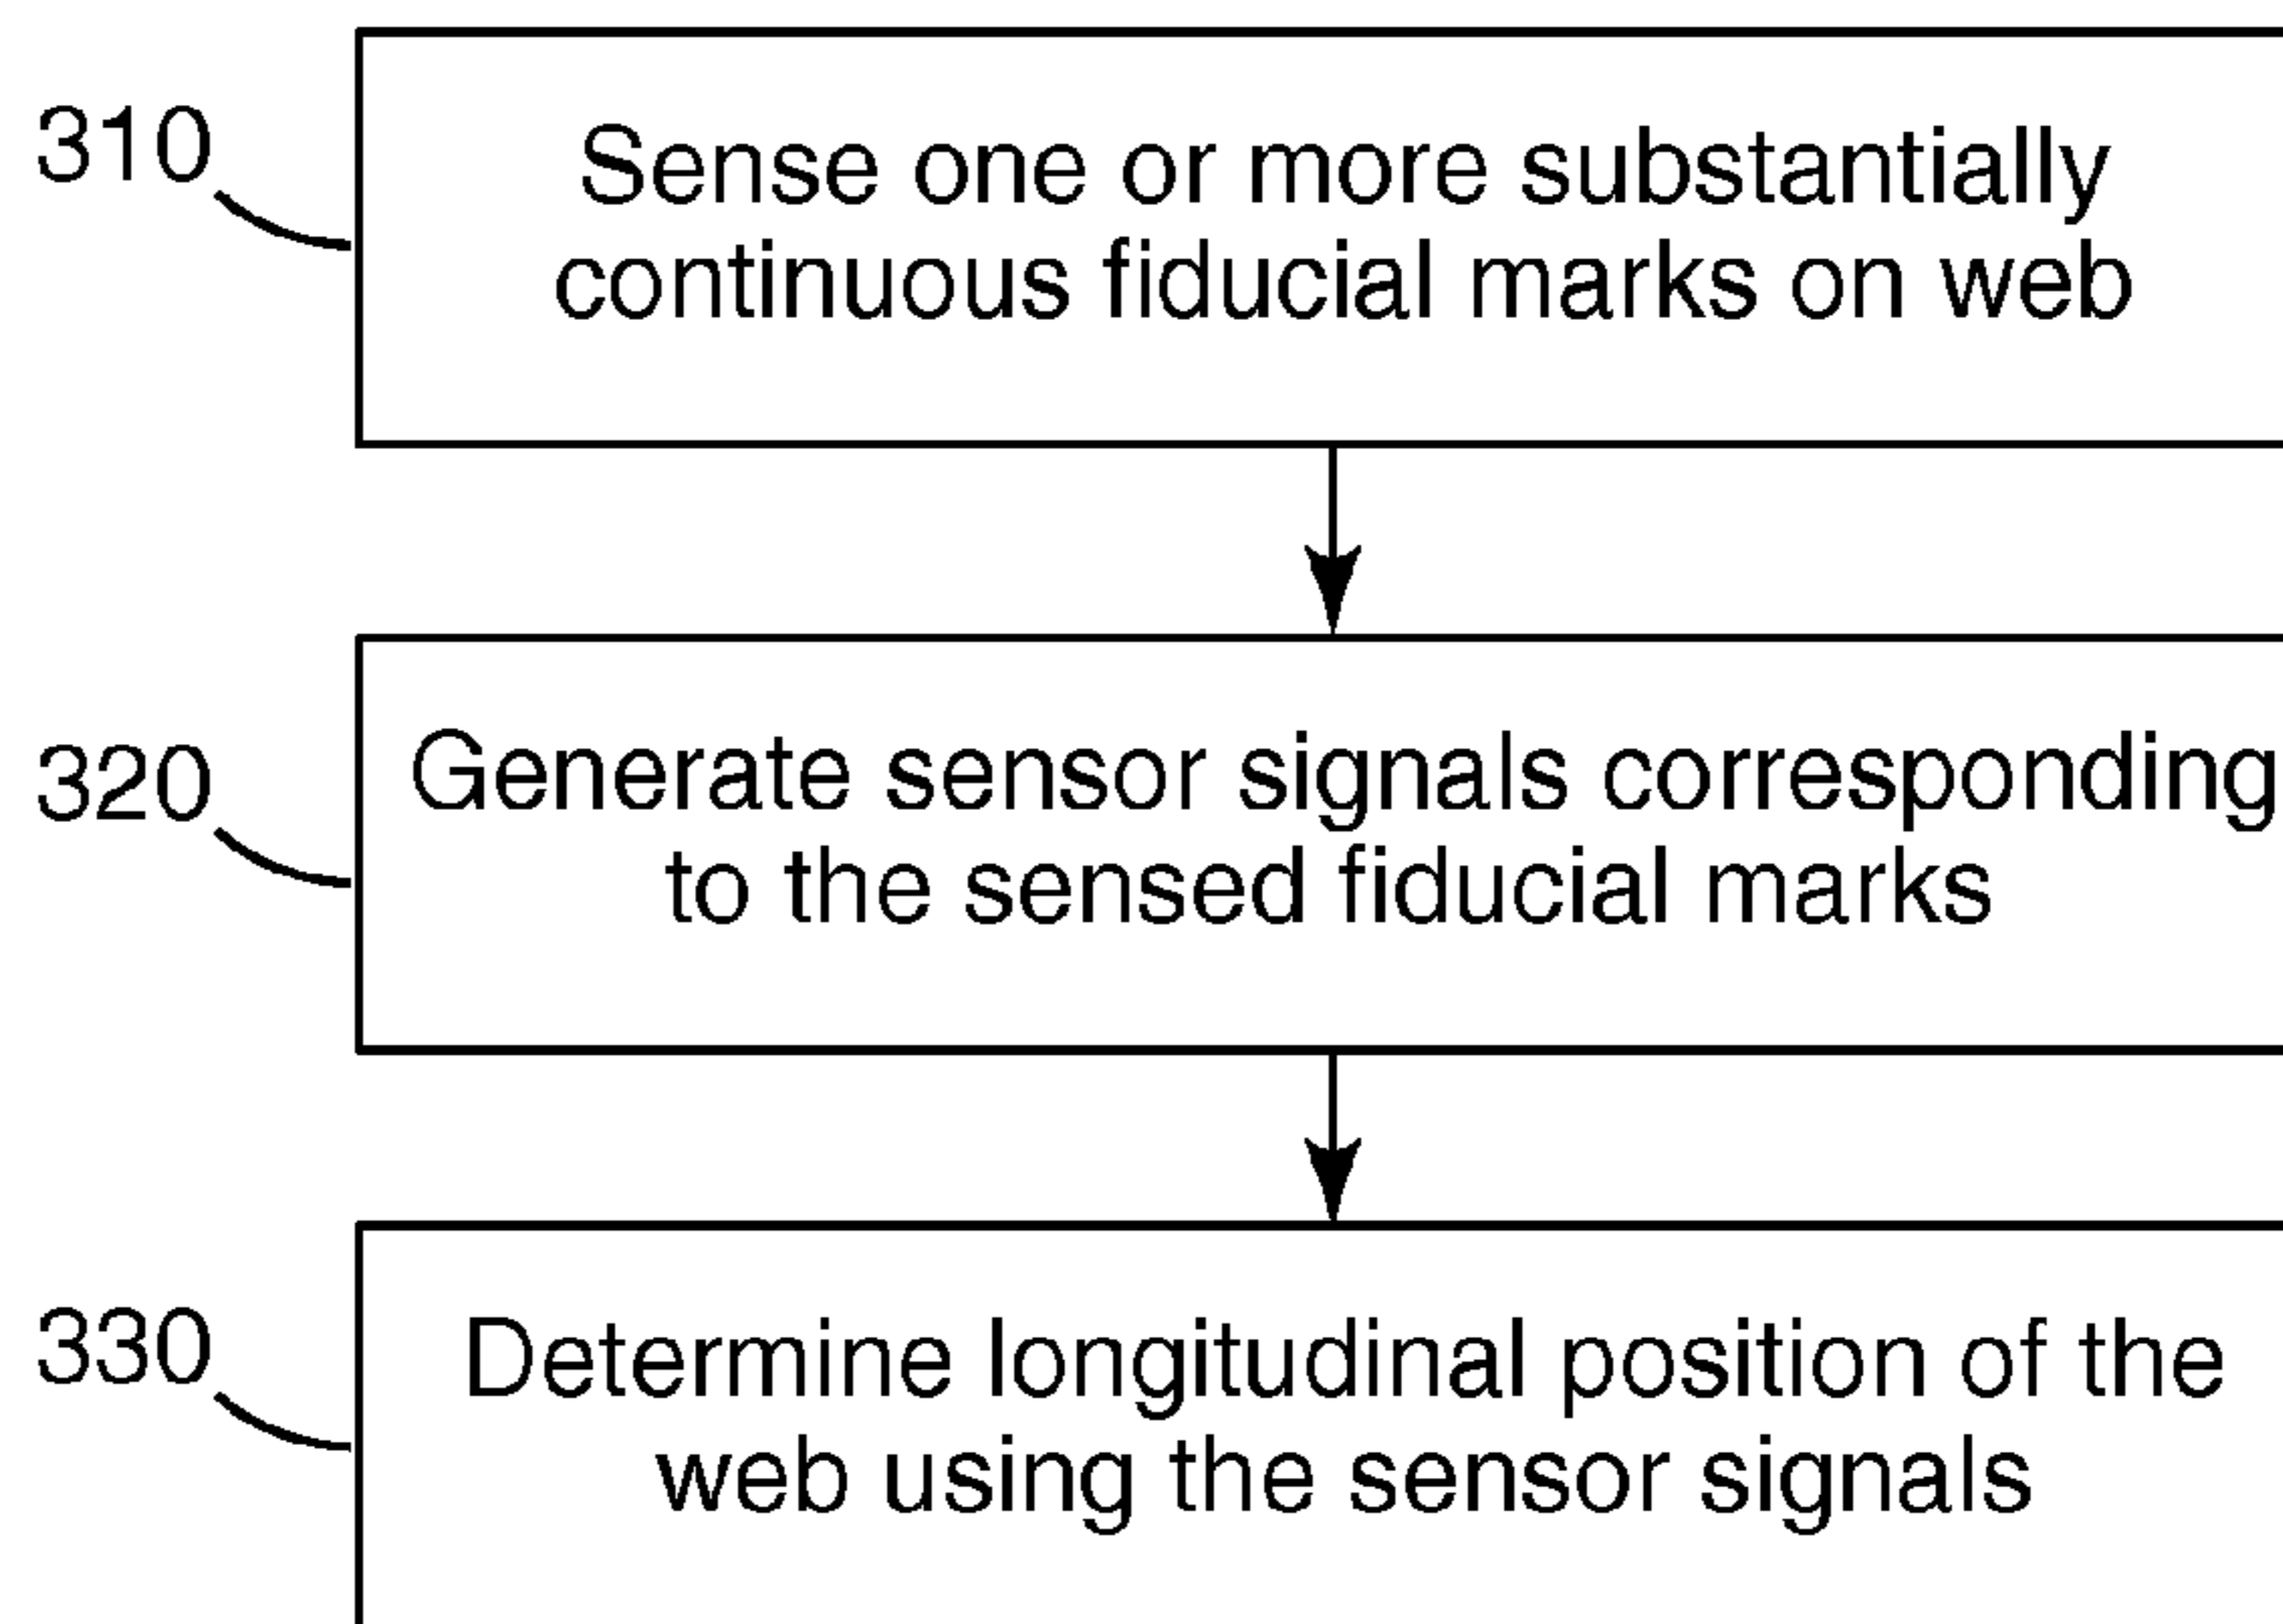 310
Sense one or more substantially
continuous fiducial marks on web
320
Generate sensor signals corresponding
to the sensed fiducial marks
330
Determine longitudinal position of the
web using the sensor signals